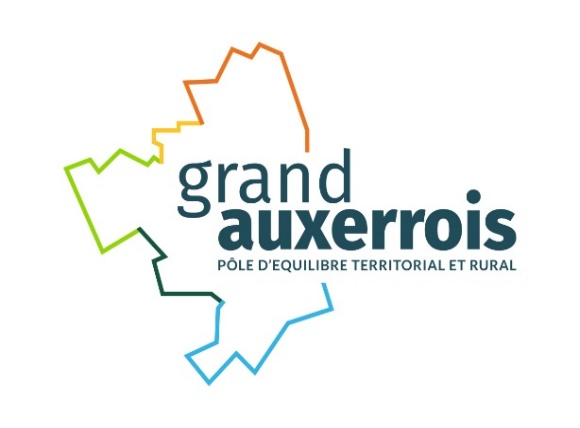 grand
auxerrois
PÔLE D'EQUILIBRE TERRITORIAL ET RURAL